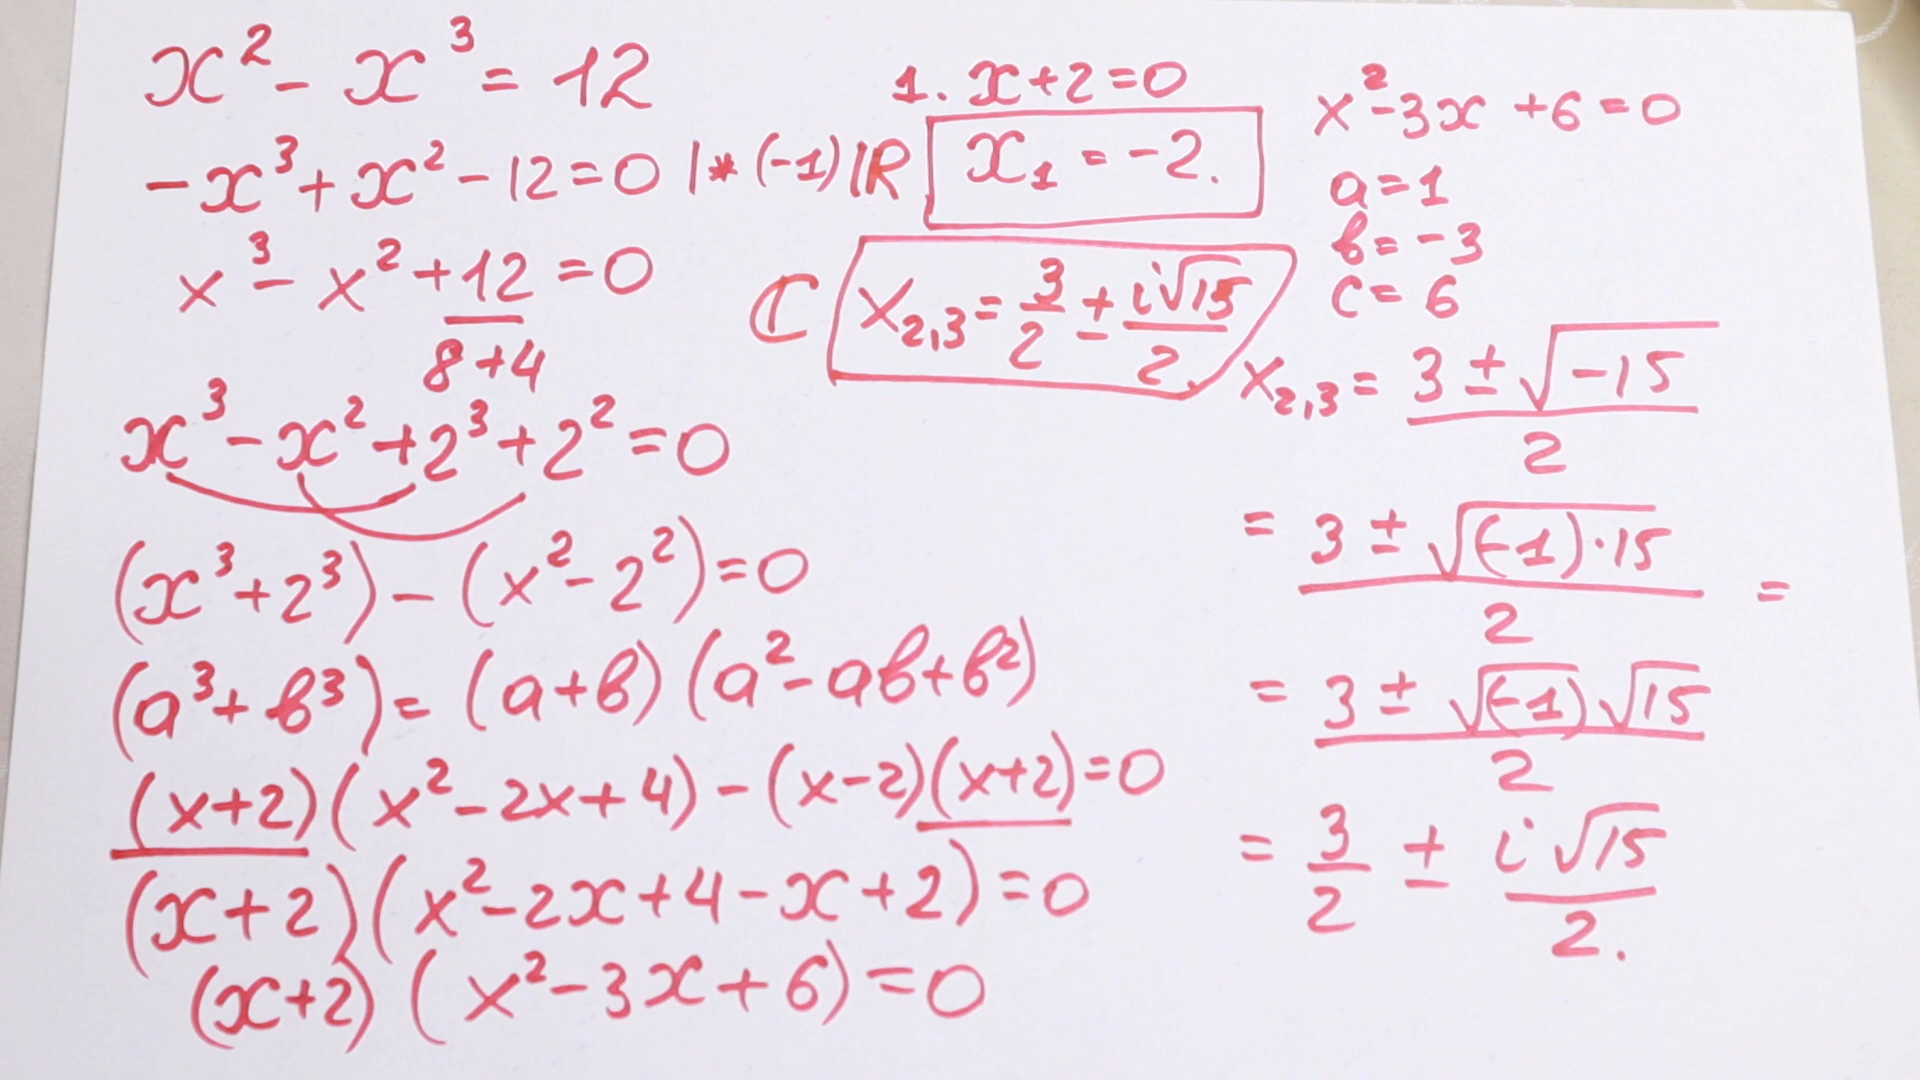 x² - x³ = 12
-x³ + x² - 12 = 0 | * (-1)
x³ - x² + 12 = 0
8 + 4
x³ - x² + 2³ + 2² = 0
(x³ + 2³) - (x² - 2²) = 0
(a³ + b³) = (a + b) (a² - ab + b²)
(x + 2) (x² - 2x + 4) - (x - 2)(x + 2) = 0
(x + 2) (x² - 2x + 4 - x + 2) = 0
(x + 2) (x² - 3x + 6) = 0
1. x + 2 = 0
ℝ x₁ = -2.
ℂ x₂,₃ = 3/2 ± i√15/2.
x² - 3x + 6 = 0
a = 1
b = -3
c = 6
x₂,₃ = (3 ± √-15)/2
= (3 ± √(-1)·15)/2 =
= (3 ± √(-1) √15)/2
= 3/2 ± i√15/2.